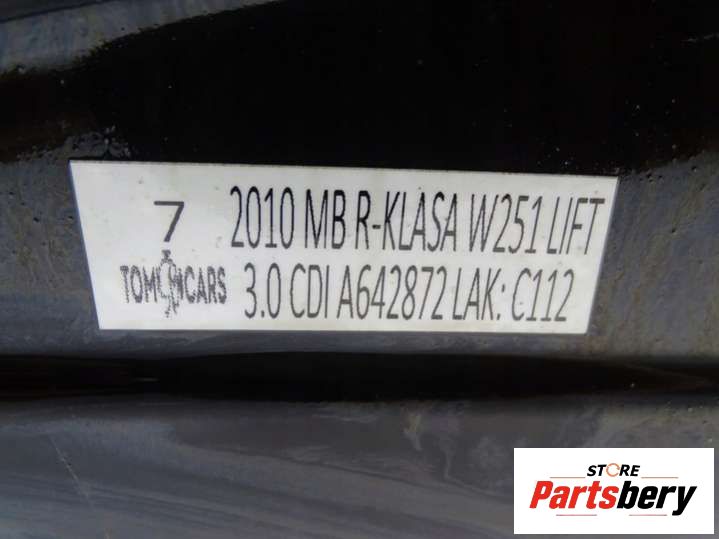 7
TOM CARS
2010 MB R-KLASA W251 LIFT
3.0 CDI A642872 LAK: C112
STORE
Partsbery